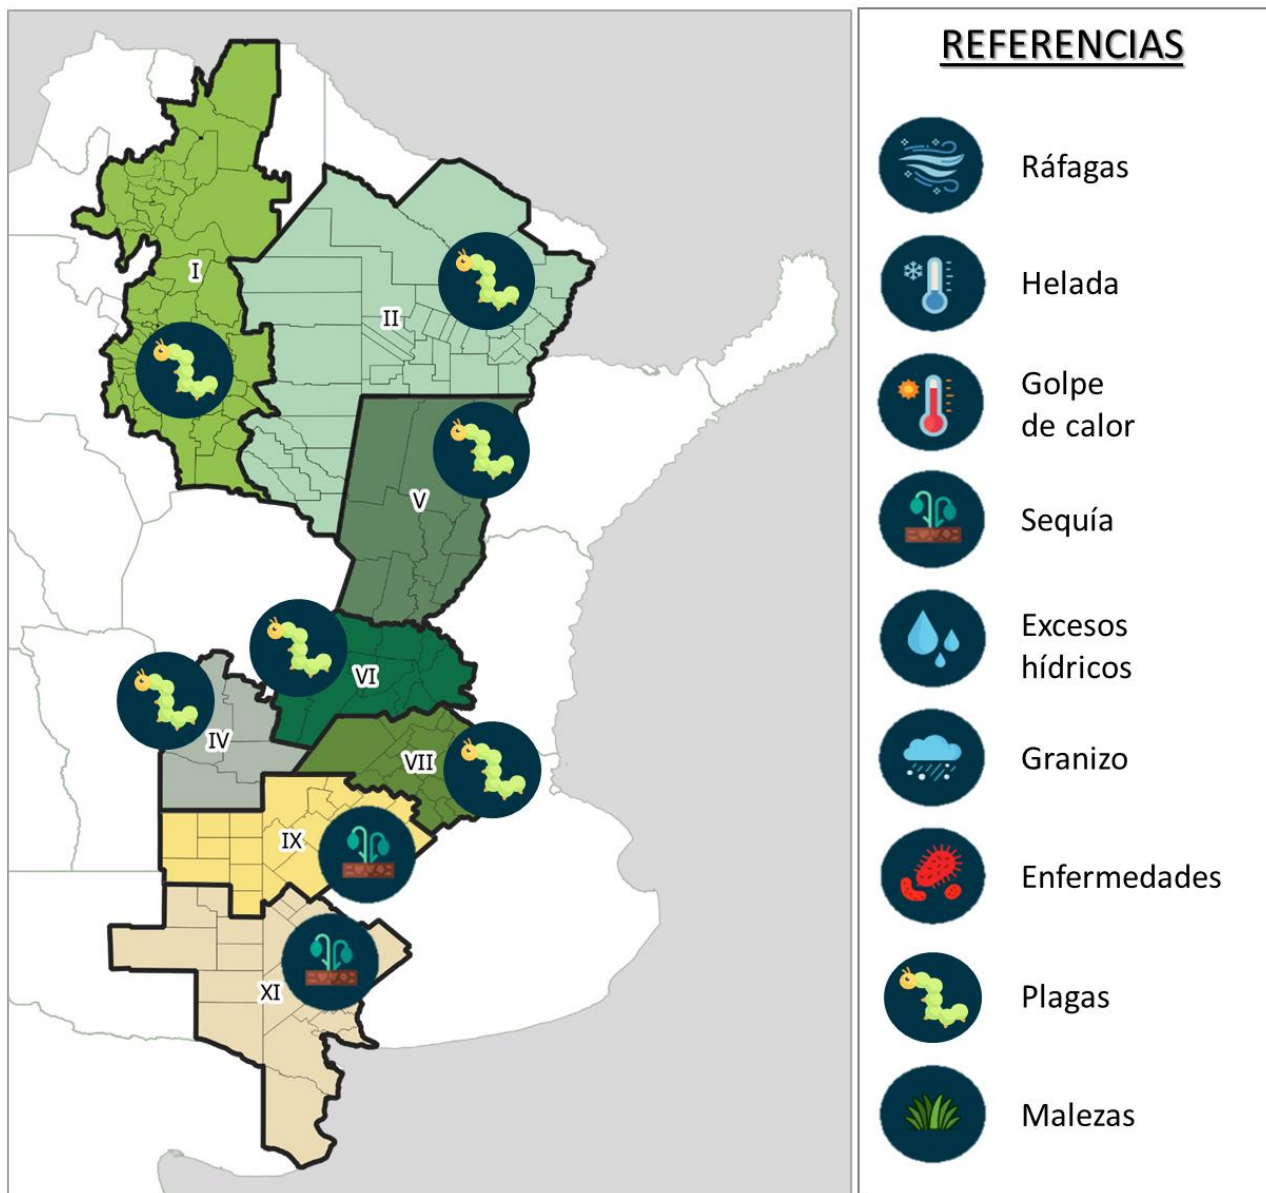 REFERENCIAS
Ráfagas
Helada
Golpe
de calor
Sequía
Excesos
hídricos
Granizo
Enfermedades
Plagas
Malezas
I
II
V
VI
IV
VII
IX
XI